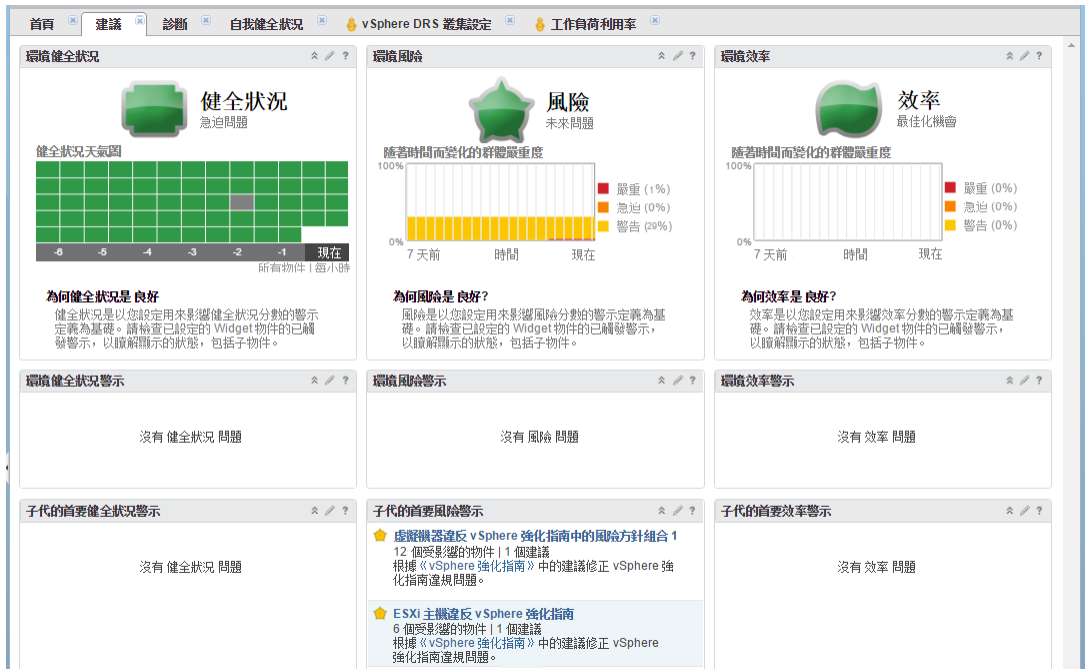 首頁
建議
診斷
自我健全狀況
vSphere DRS 叢集設定
工作負荷利用率
環境健全狀況
健全狀況
急迫問題
健全狀況天氣圖
-6 -5 -4 -3 -2 -1 現在
所有物件 | 每小時
為何健全狀況是 良好
健全狀況是以您設定用來影響健全狀況分數的警示
定義為基礎。請檢查已設定的 Widget 物件的已觸
發警示，以瞭解顯示的狀態，包括子物件。
環境風險
?
風險
未來問題
隨著時間而變化的群體嚴重度
100%
0%
7 天前 時間 現在
嚴重 (1%)
急迫 (0%)
警告 (29%)
為何風險是 良好?
風險是以您設定用來影響風險分數的警示定義為基
礎。請檢查已設定的 Widget 物件的已觸發警示，
以瞭解顯示的狀態，包括子物件。
環境效率
?
效率
最佳化機會
隨著時間而變化的群體嚴重度
100%
0%
7 天前 時間 現在
嚴重 (0%)
急迫 (0%)
警告 (0%)
為何效率是 良好?
效率是以您設定用來影響效率分數的警示定義為基
礎。請檢查已設定的 Widget 物件的已觸發警示，
以瞭解顯示的狀態，包括子物件。
環境健全狀況警示
?
沒有 健全狀況 問題
環境風險警示
?
沒有 風險 問題
環境效率警示
?
沒有 效率 問題
子代的首要健全狀況警示
?
沒有 健全狀況 問題
子代的首要風險警示
?
虛擬機器違反 vSphere 強化指南中的風險方針組合 1
12 個受影響的物件 | 1 個建議
根據《vSphere 強化指南》中的建議修正 vSphere 強
化指南違規問題。
ESXi 主機違反 vSphere 強化指南
6 個受影響的物件 | 1 個建議
根據《vSphere 強化指南》中的建議修正 vSphere
強化指南違規問題。
子代的首要效率警示
?
沒有 效率 問題